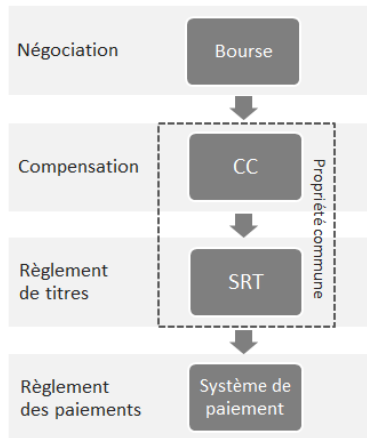 Négociation
Bourse
Compensation
CC
Propriété commune
Règlement
de titres
SRT
Règlement
des paiements
Système de
paiement